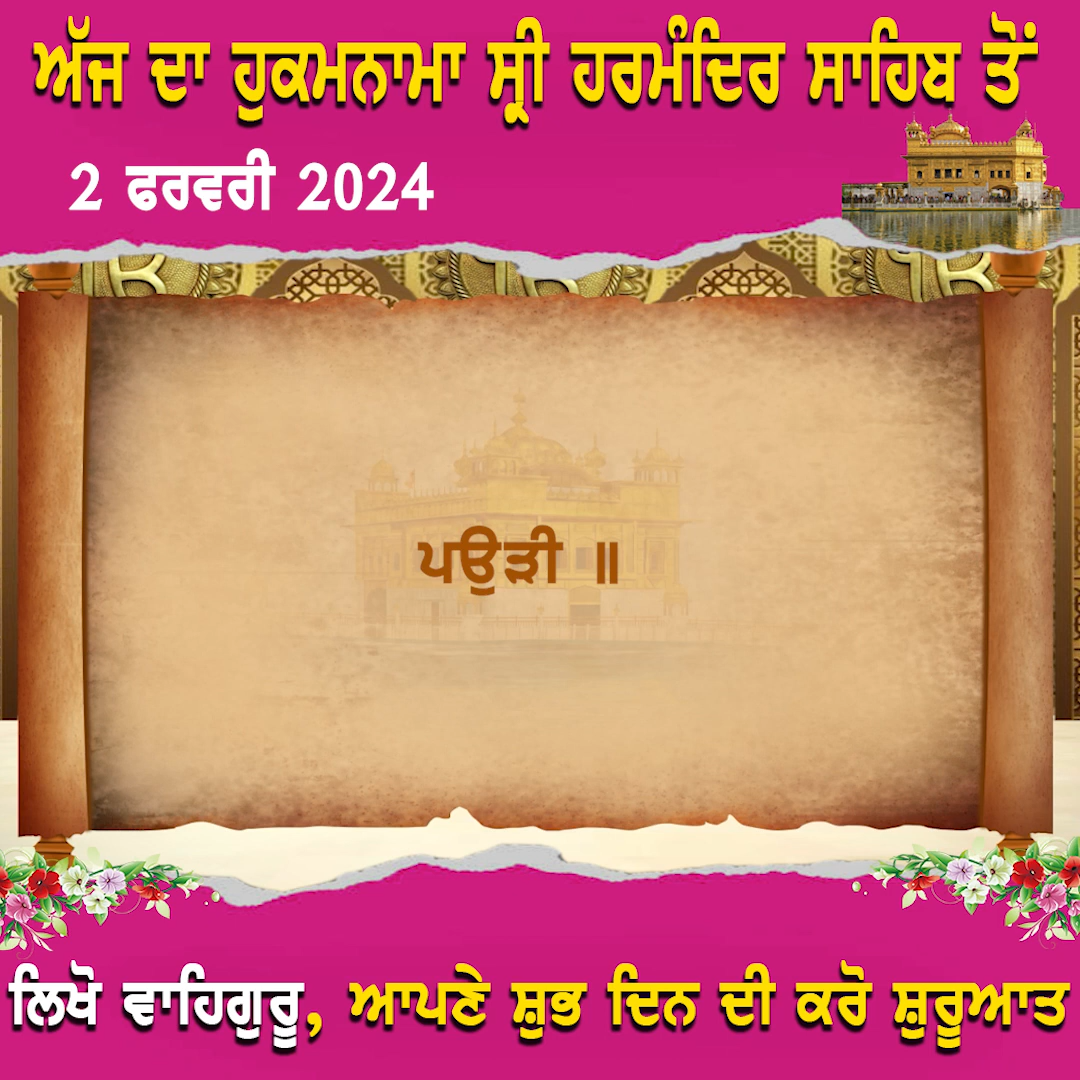 ਅੱਜ ਦਾ ਹੁਕਮਨਾਮਾ ਸ੍ਰੀ ਹਰਮੰਦਿਰ ਸਾਹਿਬ ਤੋਂ
2 ਫਰਵਰੀ 2024
ਪਉੜੀ ॥
ਲਿਖੋ ਵਾਹਿਗੁਰੂ, ਆਪਣੇ ਸ਼ੁਭ ਦਿਨ ਦੀ ਕਰੋ ਸ਼ੁਰੂਆਤ